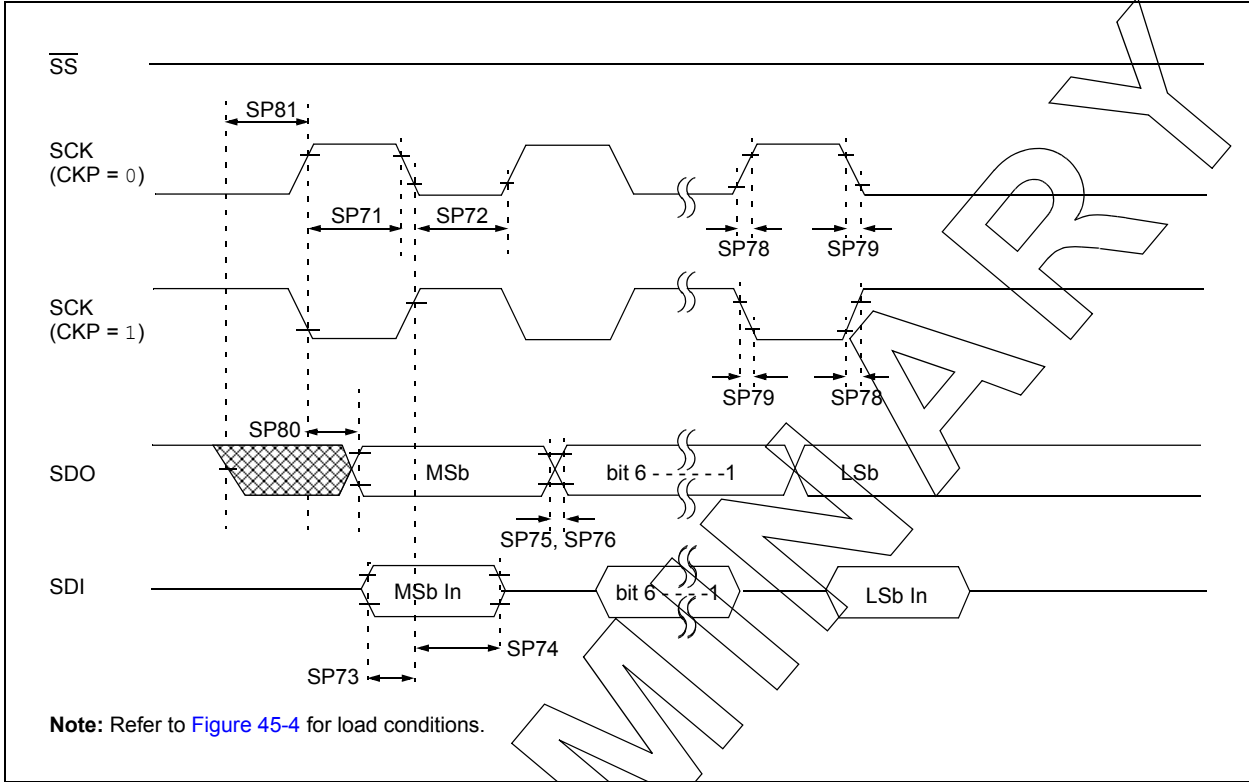 SS
SP81
SCK
(CKP = 0)
SP71
SP72
SP78
SP79
SCK
(CKP = 1)
SP79
SP78
SP80
SDO
MSb
bit 6 - - - - - -1
LSb
SP75, SP76
SDI
MSb In
bit 6 - - - - -1
LSb In
SP74
SP73
Note: Refer to Figure 45-4 for load conditions.
M I N A R Y